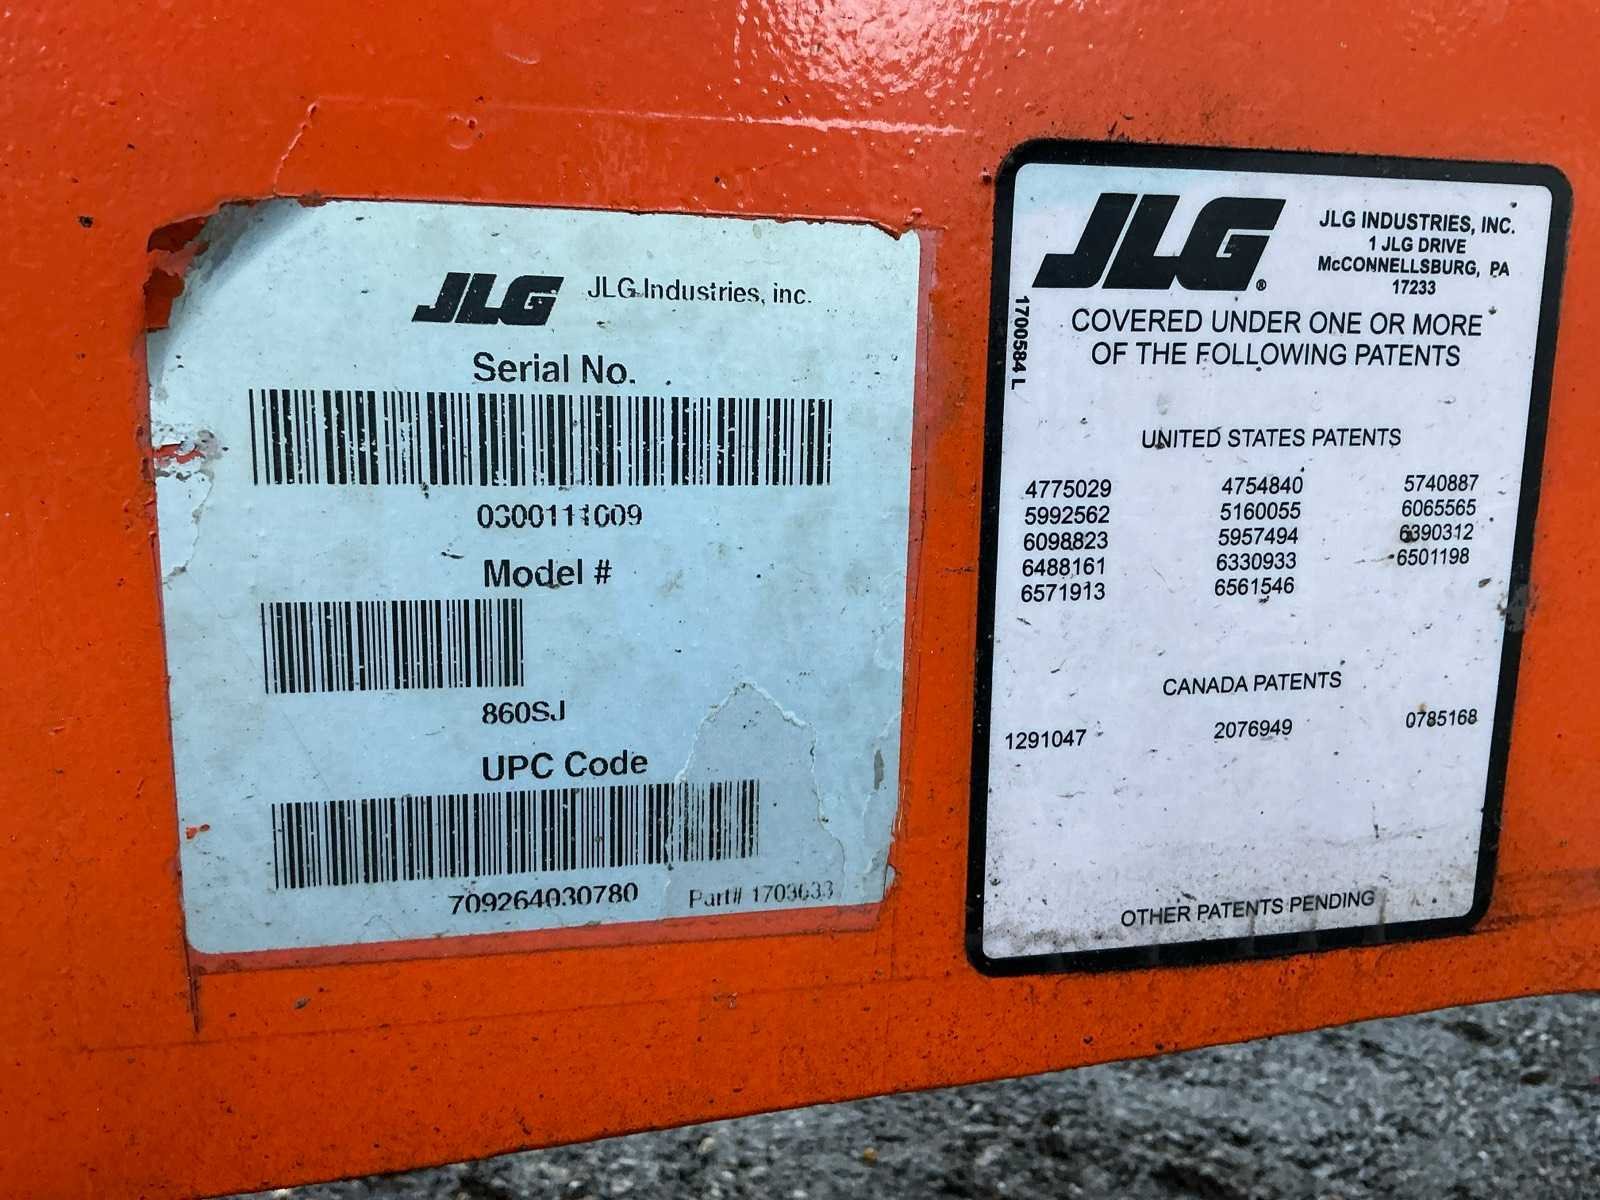 JLG JLG Industries, inc.
Serial No.
0300111009
Model #
860SJ
UPC Code
709264030780
Part# 1703633
JLG®
JLG INDUSTRIES, INC.
1 JLG DRIVE
McCONNELLSBURG, PA
17233
1700584 L
COVERED UNDER ONE OR MORE
OF THE FOLLOWING PATENTS
UNITED STATES PATENTS
4775029 4754840 5740887
5992562 5160055 6065565
6098823 5957494 6390312
6488161 6330933 6501198
6571913 6561546
CANADA PATENTS
1291047 2076949 0785168
OTHER PATENTS PENDING